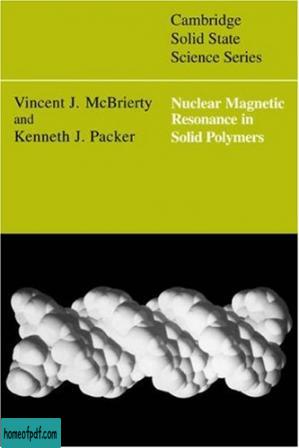 Cambridge
Solid State
Science Series
Vincent J. McBrierty
and
Kenneth J. Packer
Nuclear Magnetic
Resonance in
Solid Polymers
homeofpdf.com